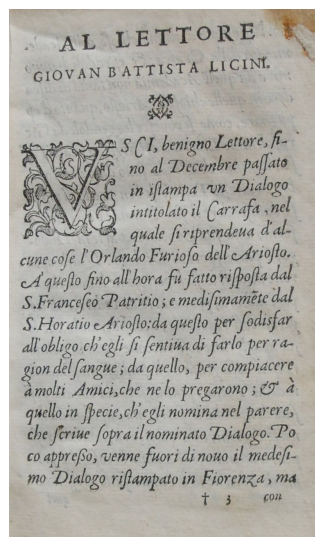 AL LETTORE
GIOVAN BATTISTA LICINI.
VSCI, benigno Lettore, fi-
no al Decembre paſſato
in iſtampa vn Dialogo
intitolato il Carrafa, nel
quale ſi riprendeua d'al-
cune coſe l'Orlando Furioſo dell'Arioſto.
A queſto fino all'hora fu fatto riſpoſta dal
S.Franceſco Patritio; e medeſimamẽte dal
S.Horatio Arioſto: da queſto per ſodisfar
all'obligo ch'egli ſi ſentiua di farlo per ra-
gion del ſangue; da quello, per compiacere
à molti Amici, che ne lo pregarono; & à
quello in ſpecie, ch'egli nomina nel parere,
che ſcriue ſopra il nominato Dialogo. Po
co appreſſo, venne fuori di nouo il medeſi-
mo Dialogo riſtampato in Fiorenza, ma
† 3 con